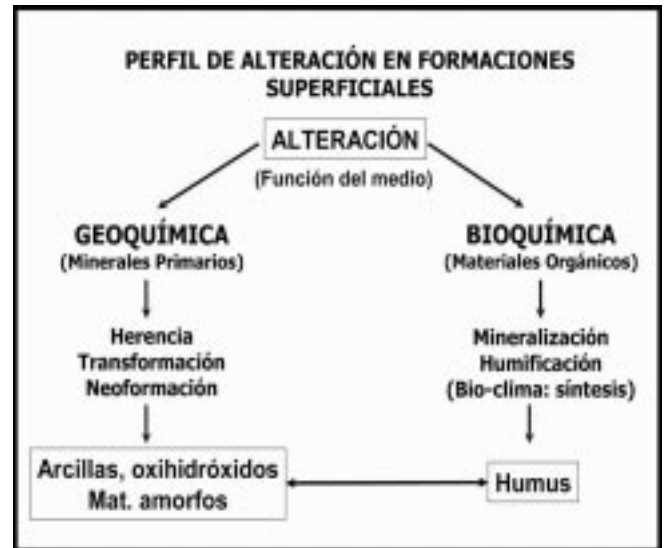 PERFIL DE ALTERACIÓN EN FORMACIONES
SUPERFICIALES
ALTERACIÓN
(Función del medio)
GEOQUÍMICA
(Minerales Primarios)
BIOQUÍMICA
(Materiales Orgánicos)
Herencia
Transformación
Neoformación
Mineralización
Humificación
(Bio-clima: síntesis)
Arcillas, oxihidróxidos
Mat. amorfos
Humus